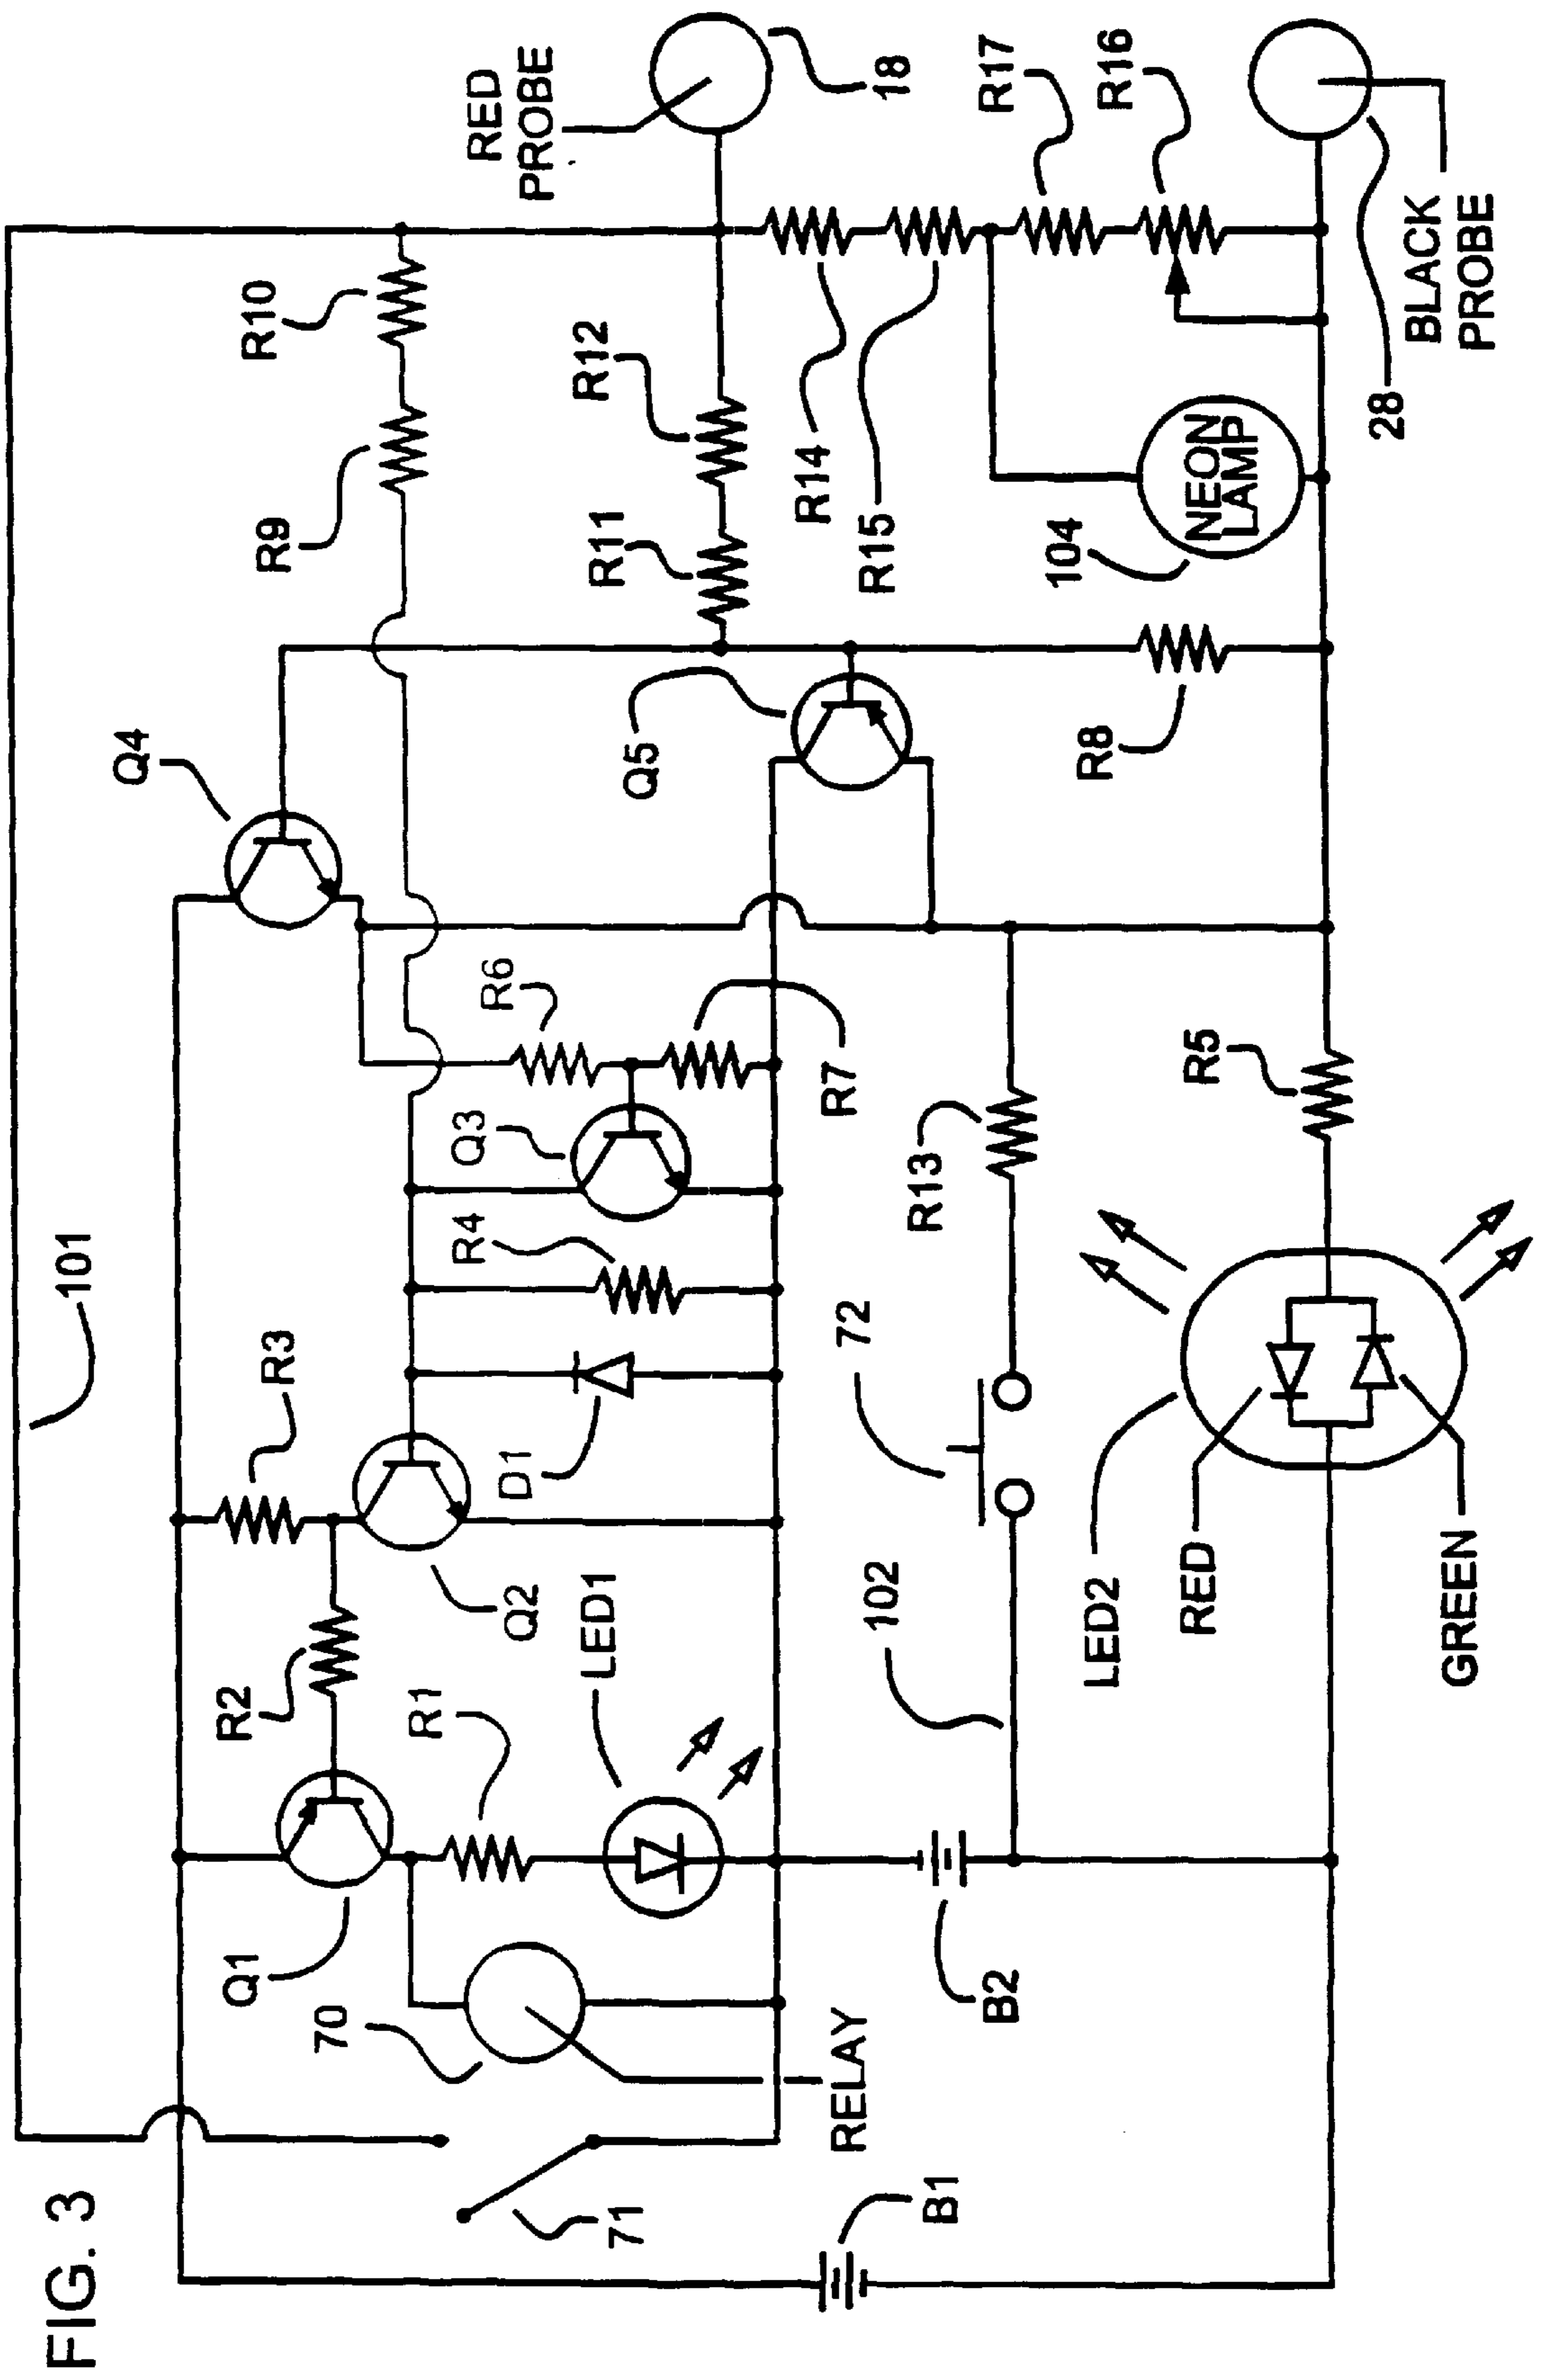 FIG. 3
101
RED
PROBE
18
R17
R16
BLACK
PROBE
28
R10
R9
R12
R11
R14
R15
104
NEON
LAMP
Q4
Q5
R8
R6
R7
Q3
R4
R3
D1
Q2
R13
R5
72
102
LED2
RED
GREEN
R2
R1
LED1
Q1
70
RELAY
B2
71
B1